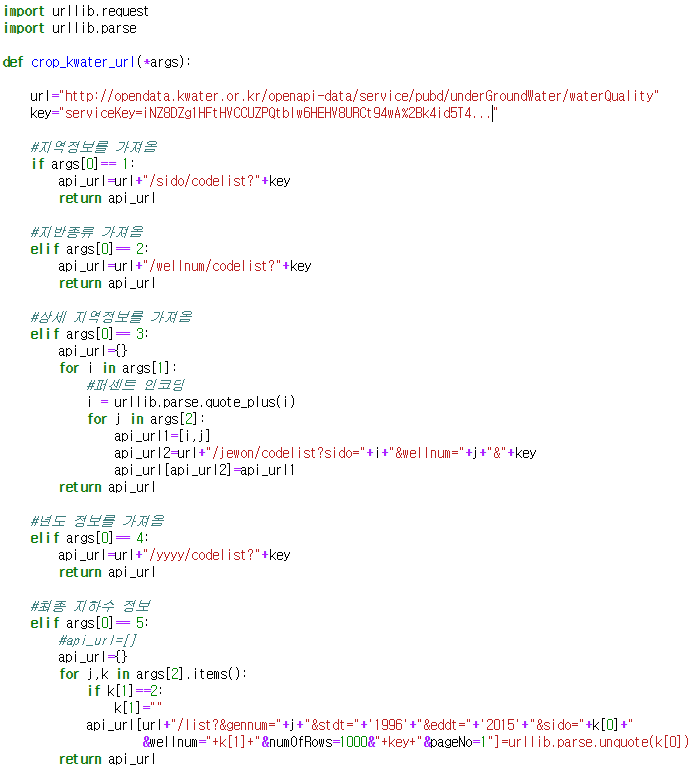 import urllib.request
import urllib.parse
def crop_kwater_url(*args):
url="http://opendata.kwater.or.kr/openapi-data/service/pubd/underGroundWater/waterQuality"
key="serviceKey=iNZ8DZg1HFtHVCCUZPQtbIw6HEHV8URCt94wA%2Bk4id5T4..."
#지역정보를 가져옴
if args[0]== 1:
api_url=url+"/sido/codelist?"+key
return api_url
#지반종류 가져옴
elif args[0]== 2:
api_url=url+"/wellnum/codelist?"+key
return api_url
#상세 지역정보를 가져옴
elif args[0]== 3:
api_url={}
for i in args[1]:
#퍼센트 인코딩
i = urllib.parse.quote_plus(i)
for j in args[2]:
api_url1=[i,j]
api_url2=url+"/jewon/codelist?sido="+i+"&wellnum="+j+"&"+key
api_url[api_url2]=api_url1
return api_url
#년도 정보를 가져옴
elif args[0]== 4:
api_url=url+"/yyyy/codelist?"+key
return api_url
#최종 지하수 정보
elif args[0]== 5:
#api_url=[]
api_url={}
for j,k in args[2].items():
if k[1]==2:
k[1]=""
api_url[url+"/list?&gennum="+j+"&stdt="+'1996'+"&eddt="+'2015'+"&sido="+k[0]+"
&wellnum="+k[1]+"&numOfRows=1000&"+key+"&pageNo=1"]=urllib.parse.unquote(k[0])
return api_url